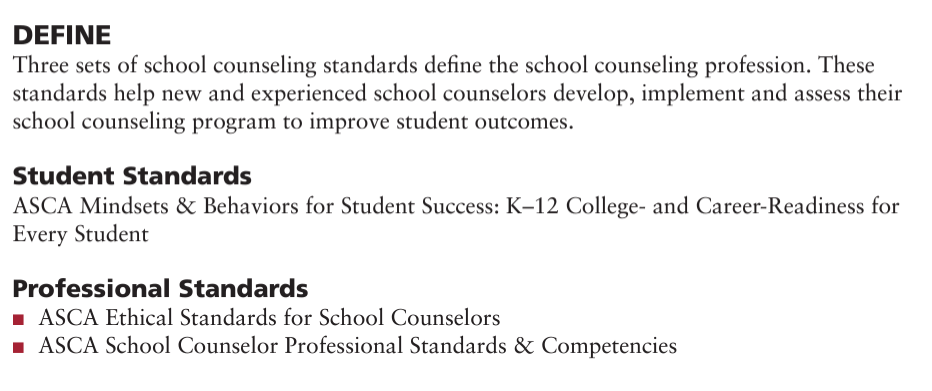 DEFINE
Three sets of school counseling standards define the school counseling profession. These
standards help new and experienced school counselors develop, implement and assess their
school counseling program to improve student outcomes.
Student Standards
ASCA Mindsets & Behaviors for Student Success: K–12 College- and Career-Readiness for
Every Student
Professional Standards
■ ASCA Ethical Standards for School Counselors
■ ASCA School Counselor Professional Standards & Competencies